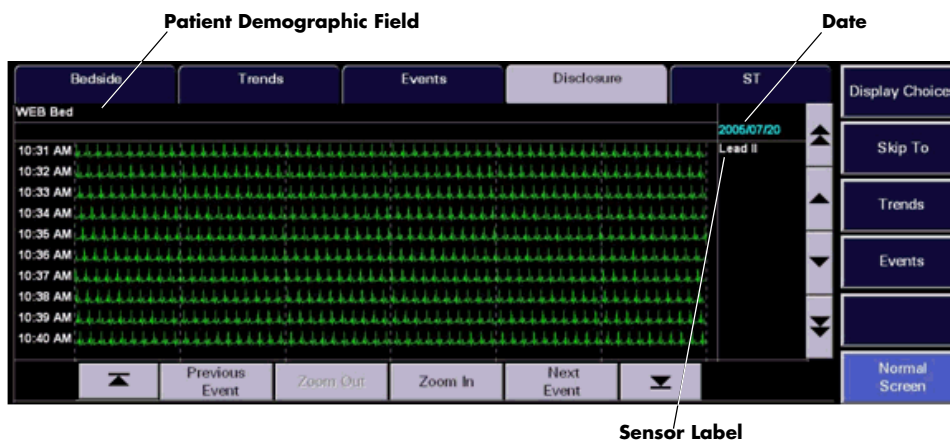 Patient Demographic Field
Date
Bedside
Trends
Events
Disclosure
ST
Display Choice
WEB Bed
2005/07/20
10:31 AM
Lead II
Skip To
10:32 AM
10:33 AM
10:34 AM
Trends
10:35 AM
10:36 AM
Events
10:37 AM
10:38 AM
10:39 AM
10:40 AM
Previous
Event
Zoom Out
Zoom In
Next
Event
Normal
Screen
Sensor Label